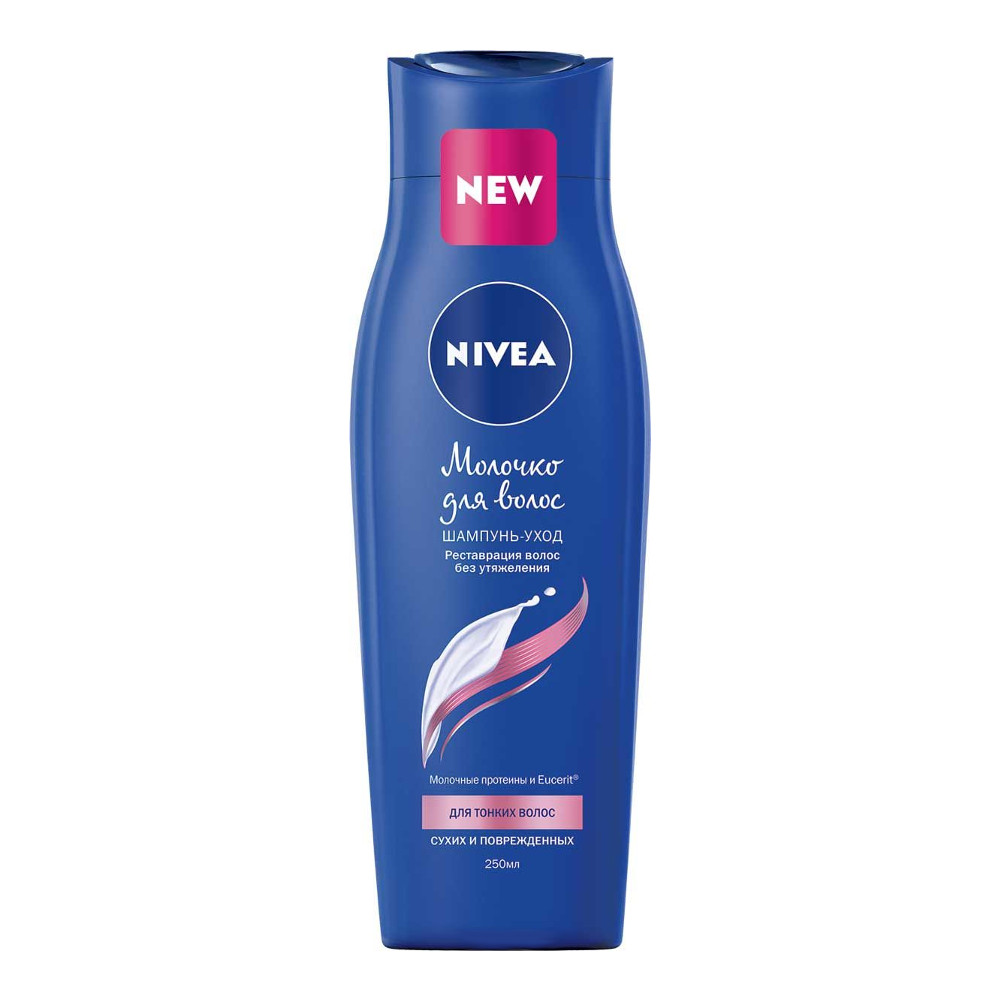 NEW
NIVEA
Молочко
для волос
ШАМПУНЬ-УХОД
Реставрация волос
без утяжеления
Молочные протеины и Eucerit®
ДЛЯ ТОНКИХ ВОЛОС
СУХИХ И ПОВРЕЖДЕННЫХ
250мл